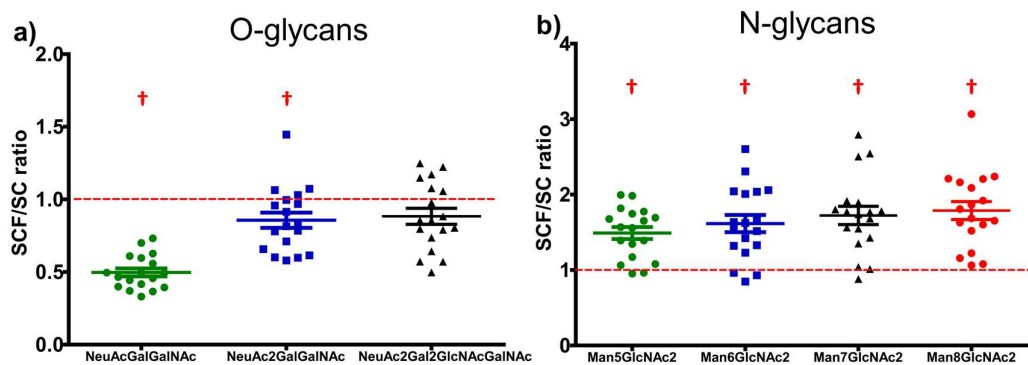 a)
O-glycans
SCF/SC ratio
2.0
1.5
1.0
0.5
0.0
† †
NeuAcGalGalNAc NeuAc2GalGalNAc NeuAc2Gal2GlcNAcGalNAc
b)
N-glycans
SCF/SC ratio
4
3
2
1
0
† † † †
Man5GlcNAc2 Man6GlcNAc2 Man7GlcNAc2 Man8GlcNAc2